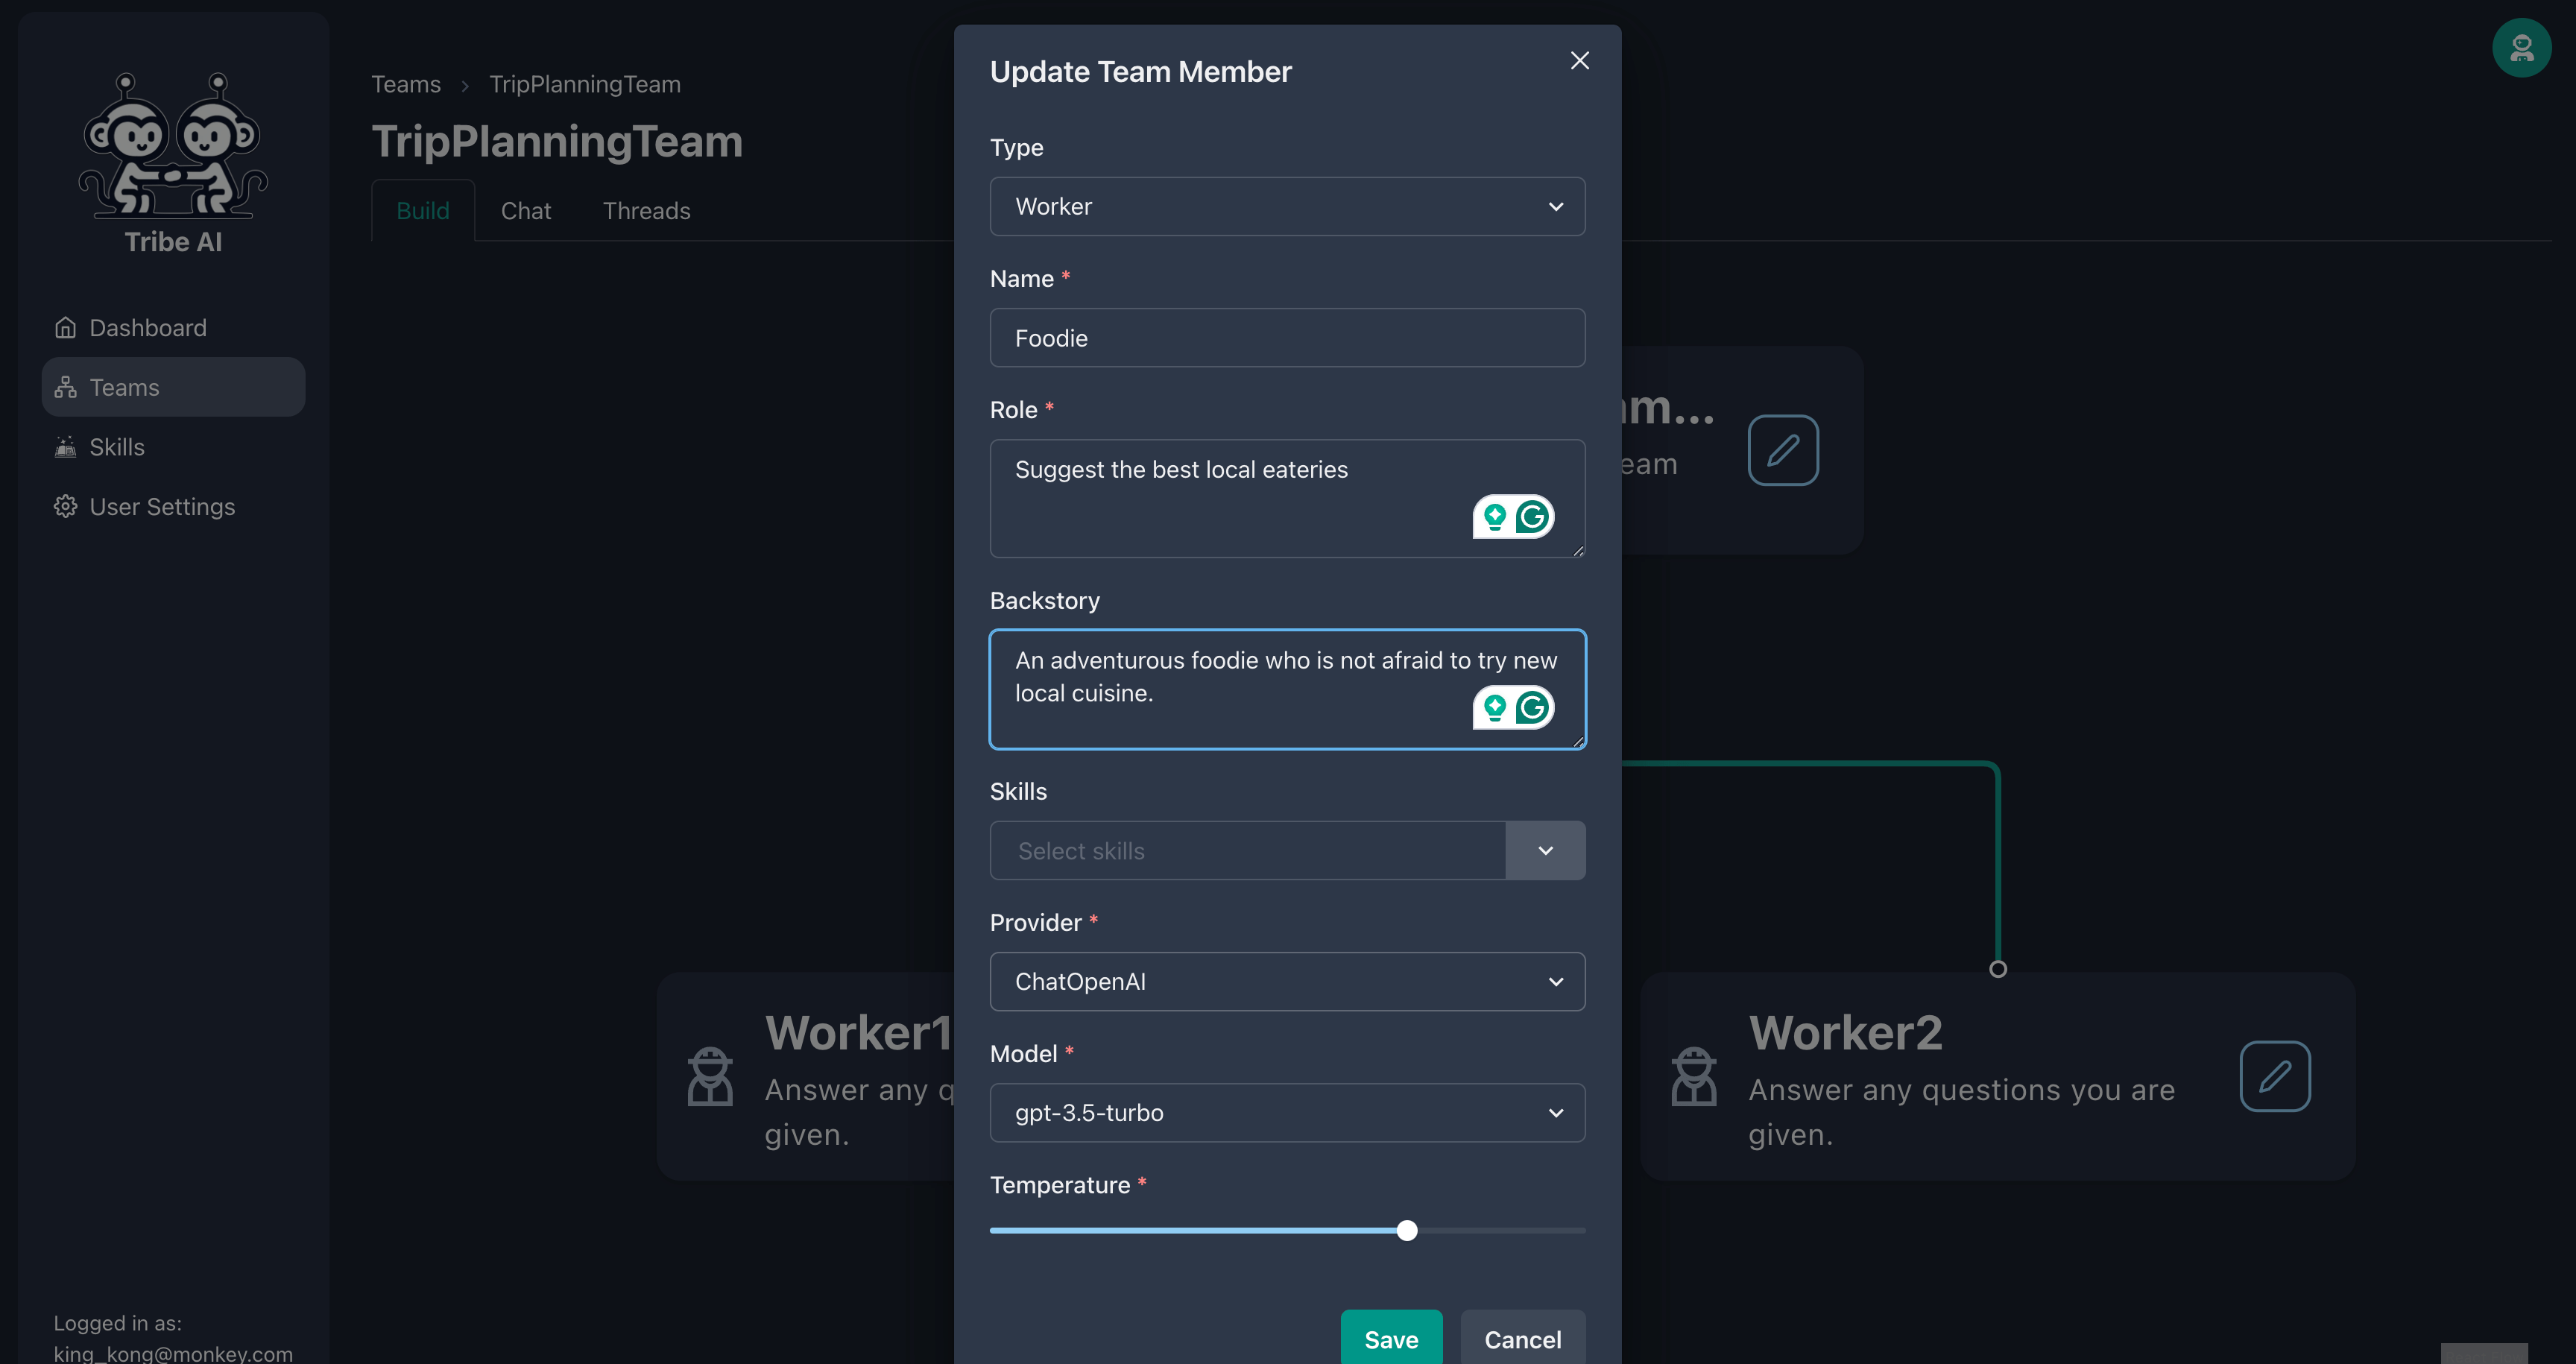 Tribe AI
Dashboard
Teams
Skills
User Settings
Logged in as:
king_kong@monkey.com
Teams › TripPlanningTeam
TripPlanningTeam
Build Chat Threads
m...
eam
Worker1
Answer any q
given.
Worker2
Answer any questions you are
given.
Update Team Member
Type
Worker
Name *
Foodie
Role *
Suggest the best local eateries
Backstory
An adventurous foodie who is not afraid to try new
local cuisine.
Skills
Select skills
Provider *
ChatOpenAI
Model *
gpt-3.5-turbo
Temperature *
Save Cancel